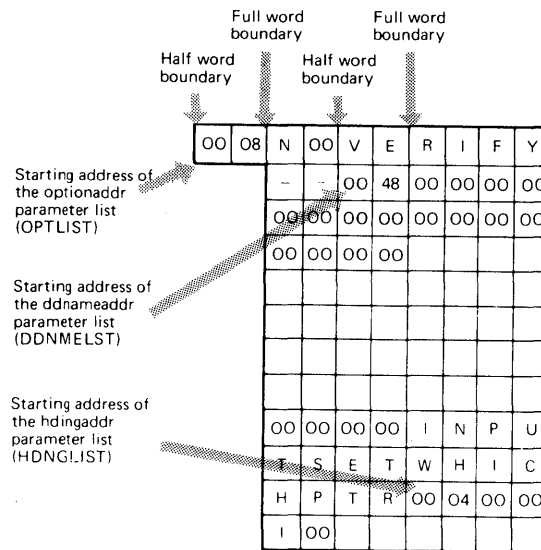 Full word
boundary
Full word
boundary
Half word
boundary
Half word
boundary
00 08 N 00 V E R I F Y
Starting address of
the optionaddr
parameter list
(OPTLIST)
– – 00 48 00 00 00 00
00 00 00 00 00 00 00 00
00 00 00 00
Starting address of
the ddnameaddr
parameter list
(DDNMELST)
Starting address of
the hdingaddr
parameter list
(HDNGLIST)
00 00 00 00 I N P U
T S E T W H I C
H P T R 00 04 00 00
I 00